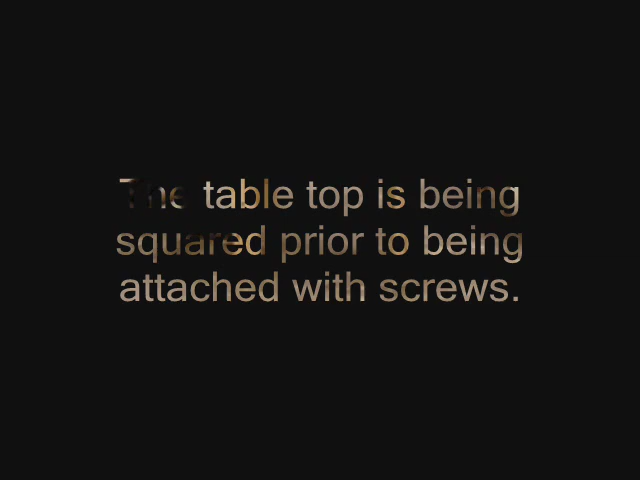 The table top is being
squared prior to being
attached with screws.